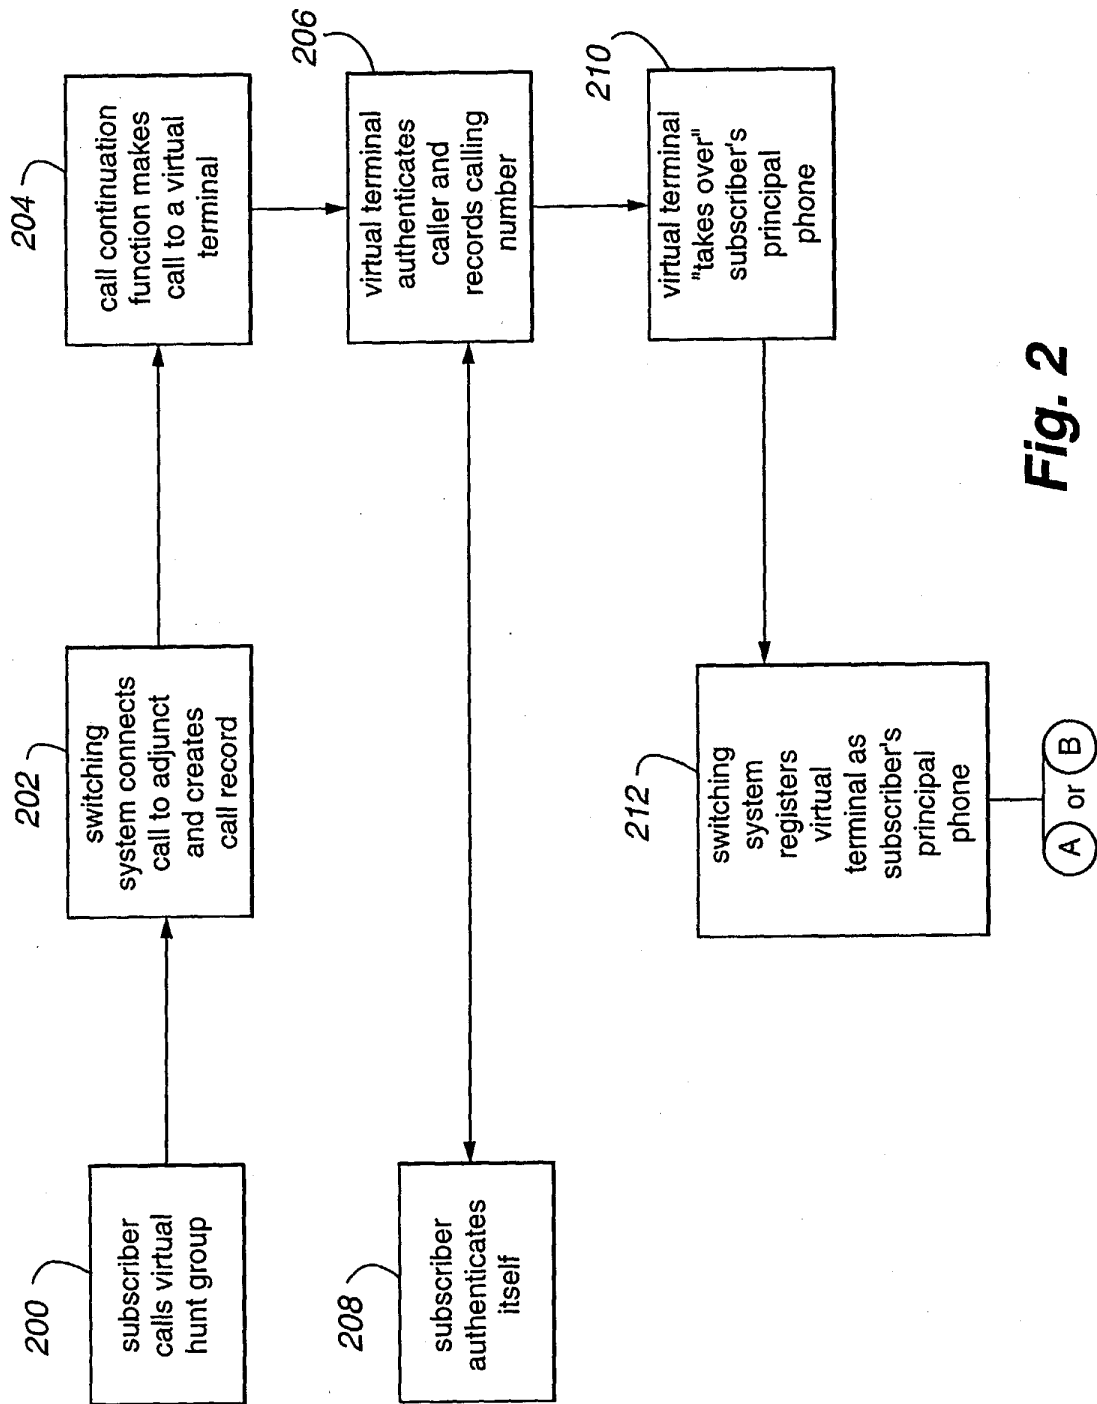 200
subscriber
calls virtual
hunt group
202
switching
system connects
call to adjunct
and creates
call record
204
call continuation
function makes
call to a virtual
terminal
206
virtual terminal
authenticates
caller and
records calling
number
208
subscriber
authenticates
itself
210
virtual terminal
"takes over"
subscriber's
principal
phone
212
switching
system
registers
virtual
terminal as
subscriber's
principal
phone
A or B
Fig. 2